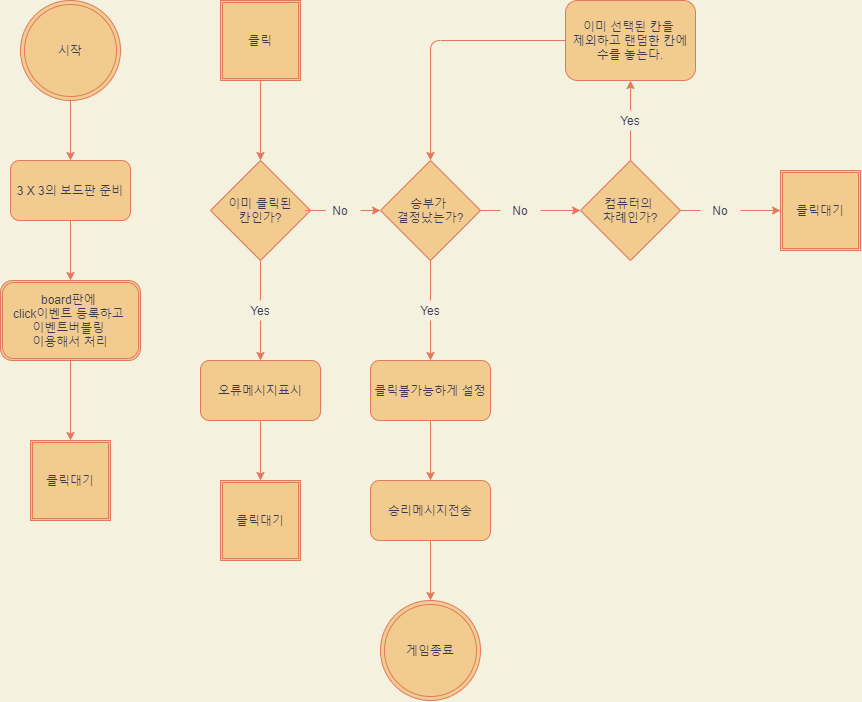 시작
3 X 3의 보드판 준비
board판에
click이벤트 등록하고
이벤트버블링
이용해서 처리
클릭대기
클릭
이미 클릭된
칸인가?
Yes
오류메시지표시
클릭대기
No
승부가
결정났는가?
Yes
클릭불가능하게 설정
승리메시지전송
게임종료
No
컴퓨터의
차례인가?
Yes
이미 선택된 칸을
제외하고 랜덤한 칸에
수를 놓는다.
No
클릭대기